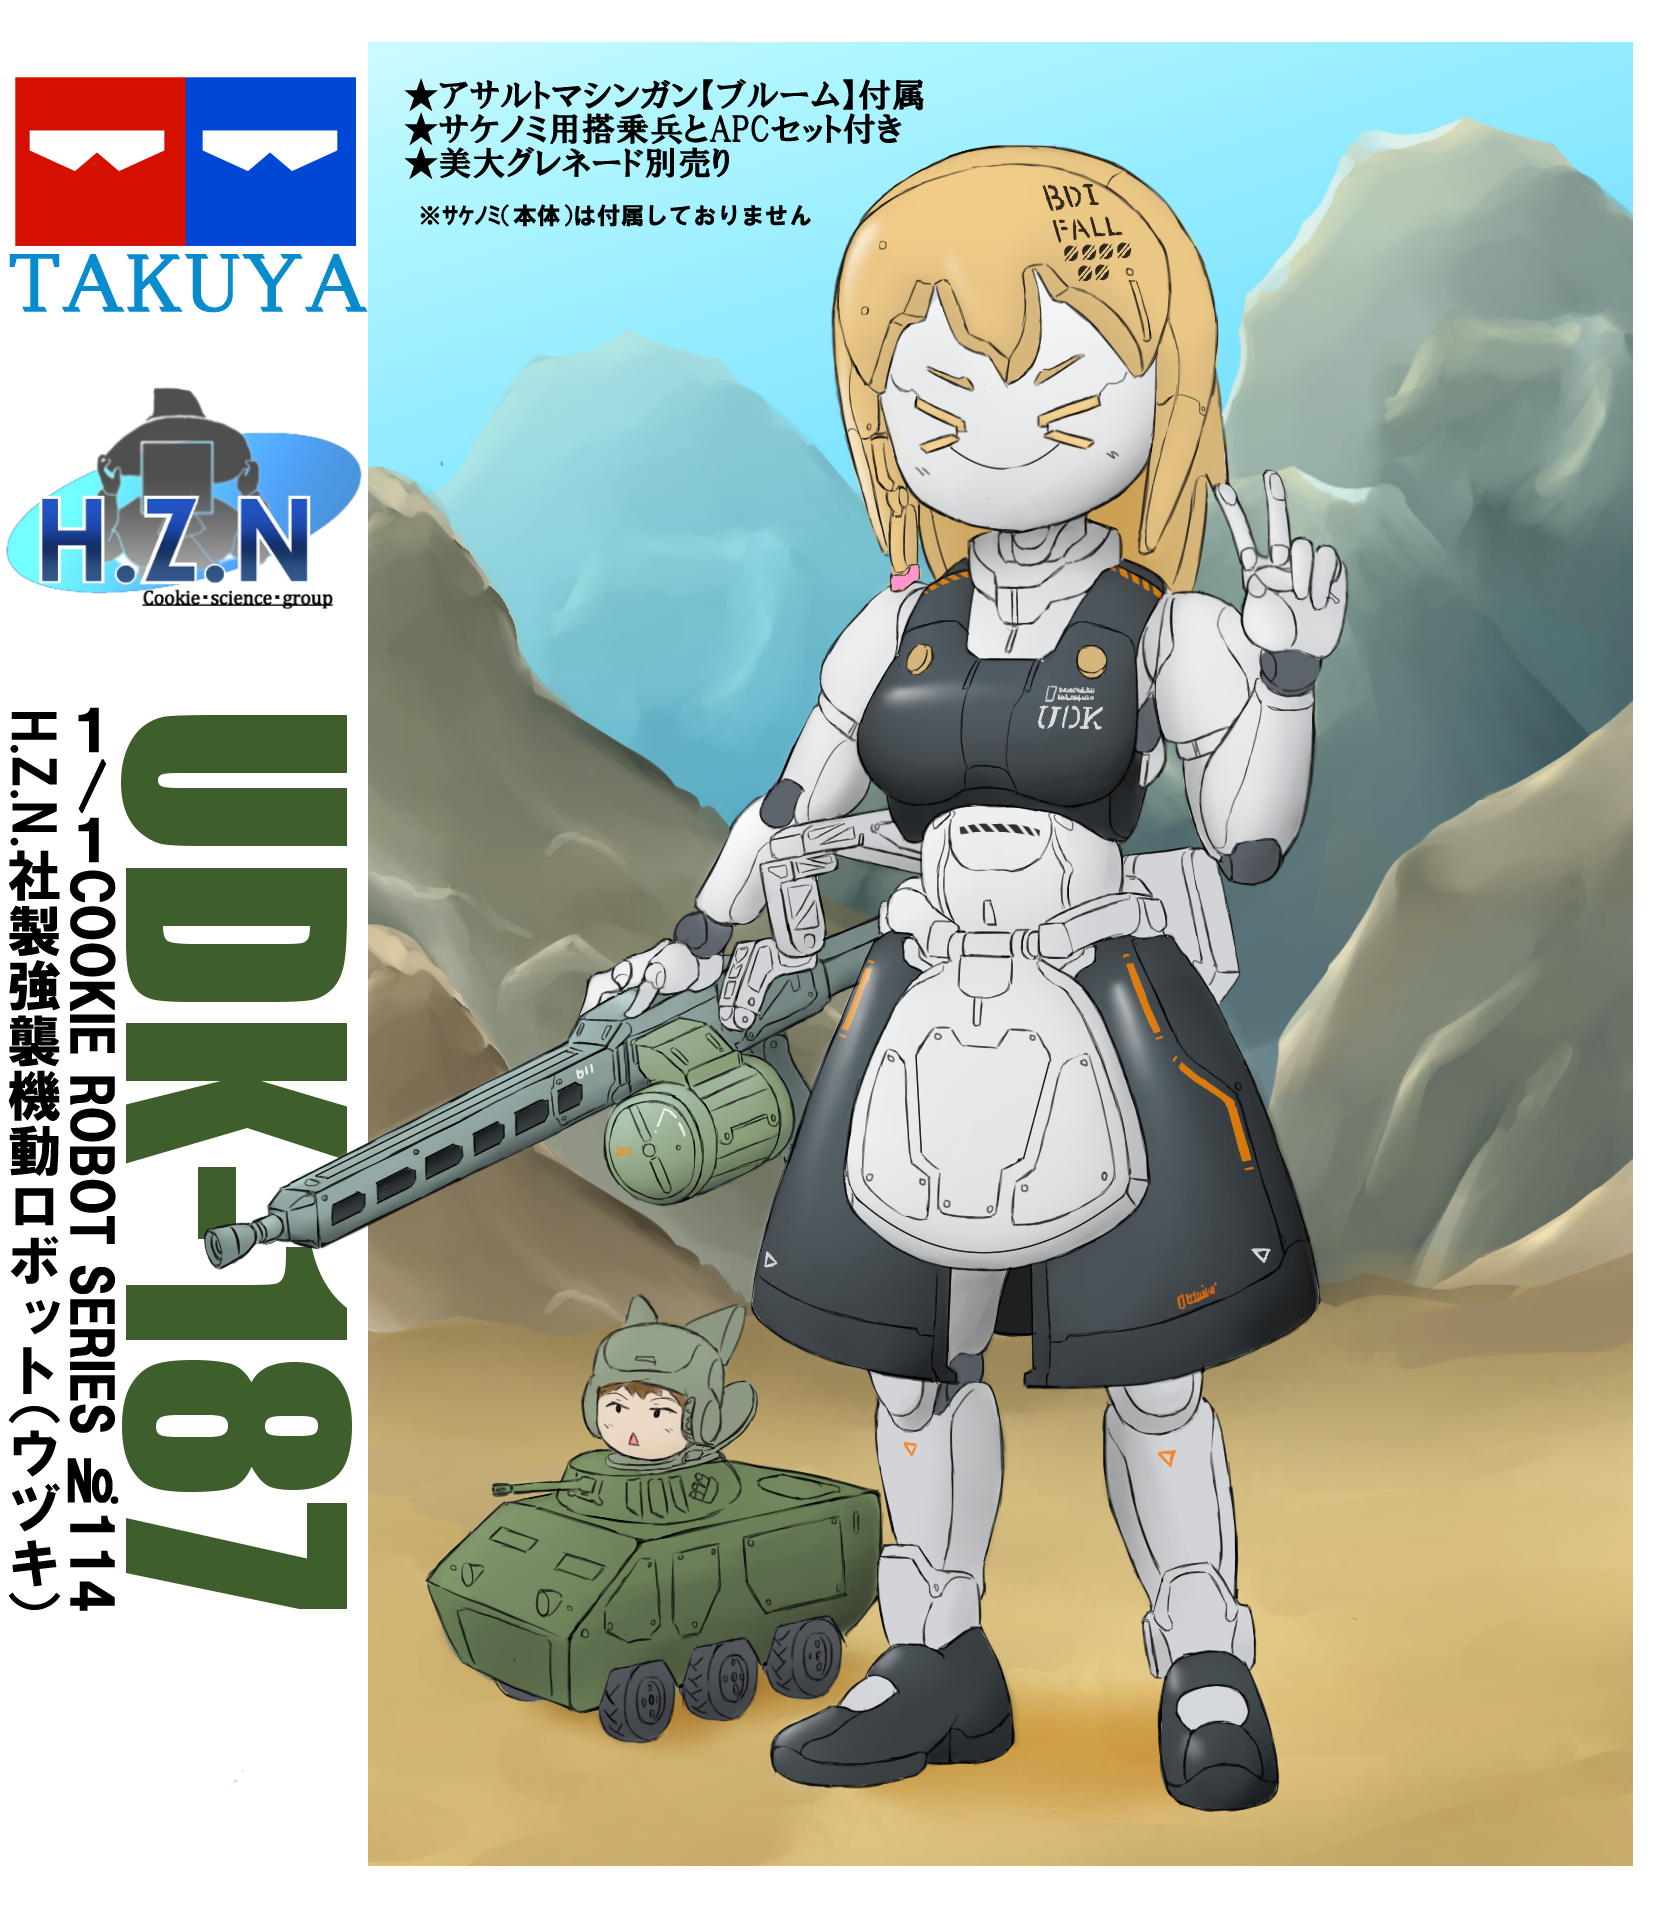 TAKUYA
H.Z.N
Cookie・science・group
UDK-187
1/1COOKIE ROBOT SERIES №.114
H.Z.N.社製強襲機動ロボット(ウヅキ)
★アサルトマシンガン【ブルーム】付属
★サケノミ用搭乗兵とAPCセット付き
★美大グレネード別売り
※サケノミ(本体)は付属しておりません
BDI
FALL
UDK